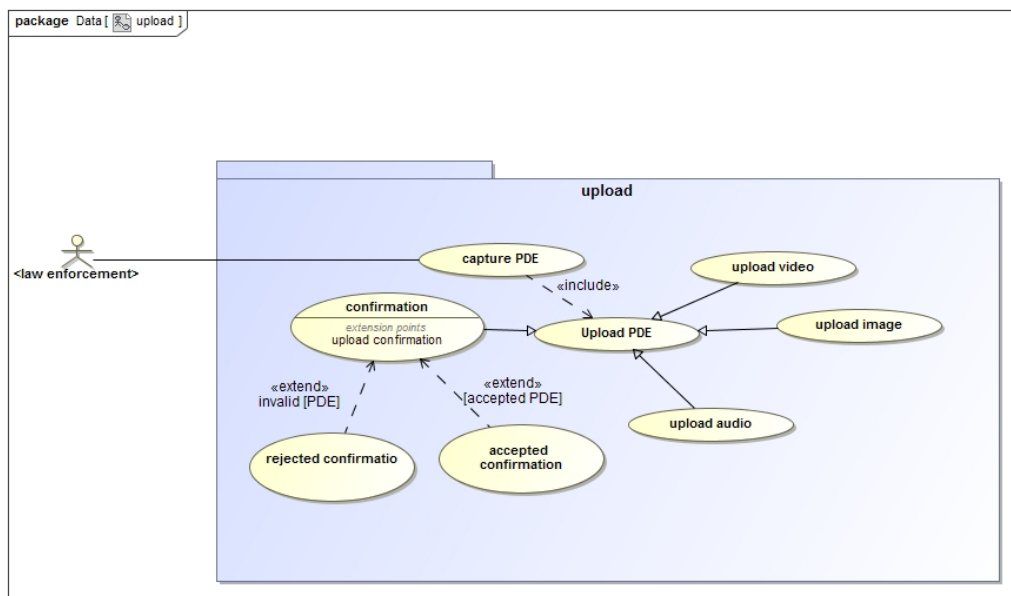 package Data [ upload ]
upload
<law enforcement>
capture PDE
«include»
upload video
confirmation
extension points
upload confirmation
Upload PDE
upload image
«extend»
invalid [PDE]
«extend»
[accepted PDE]
upload audio
rejected confirmatio
accepted
confirmation